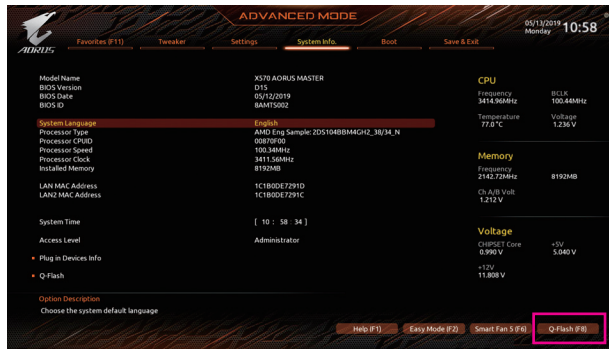 ADVANCED MODE
05/13/2019 Monday 10:58
AORUS
Favorites (F11) Tweaker Settings System Info. Boot Save & Exit
Model Name X570 AORUS MASTER
BIOS Version D15
BIOS Date 05/12/2019
BIOS ID 8AMTS002
System Language English
Processor Type AMD Eng Sample: 2DS104BBM4GH2_38/34_N
Processor CPUID 00870F00
Processor Speed 100.34MHz
Processor Clock 3411.56MHz
Installed Memory 8192MB
LAN MAC Address 1C1B0DE7291D
LAN2 MAC Address 1C1B0DE7291C
System Time [ 10 : 58 : 34 ]
Access Level Administrator
Plug in Devices Info
Q-Flash
Option Description
Choose the system default language
CPU
Frequency BCLK
3414.96MHz 100.44MHz
Temperature Voltage
77.0 °C 1.236 V
Memory
Frequency
2142.72MHz 8192MB
Ch A/B Volt
1.212 V
Voltage
CHIPSET Core +5V
0.990 V 5.040 V
+12V
11.808 V
Help (F1) Easy Mode (F2) Smart Fan 5 (F6) Q-Flash (F8)